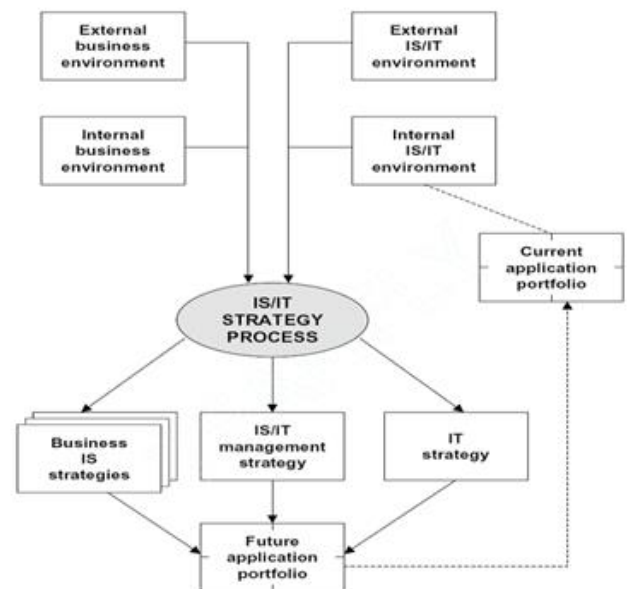 External
business
environment
External
IS/IT
environment
Internal
business
environment
Internal
IS/IT
environment
Current
application
portfolio
IS/IT
STRATEGY
PROCESS
Business
IS
strategies
IS/IT
management
strategy
IT
strategy
Future
application
portfolio